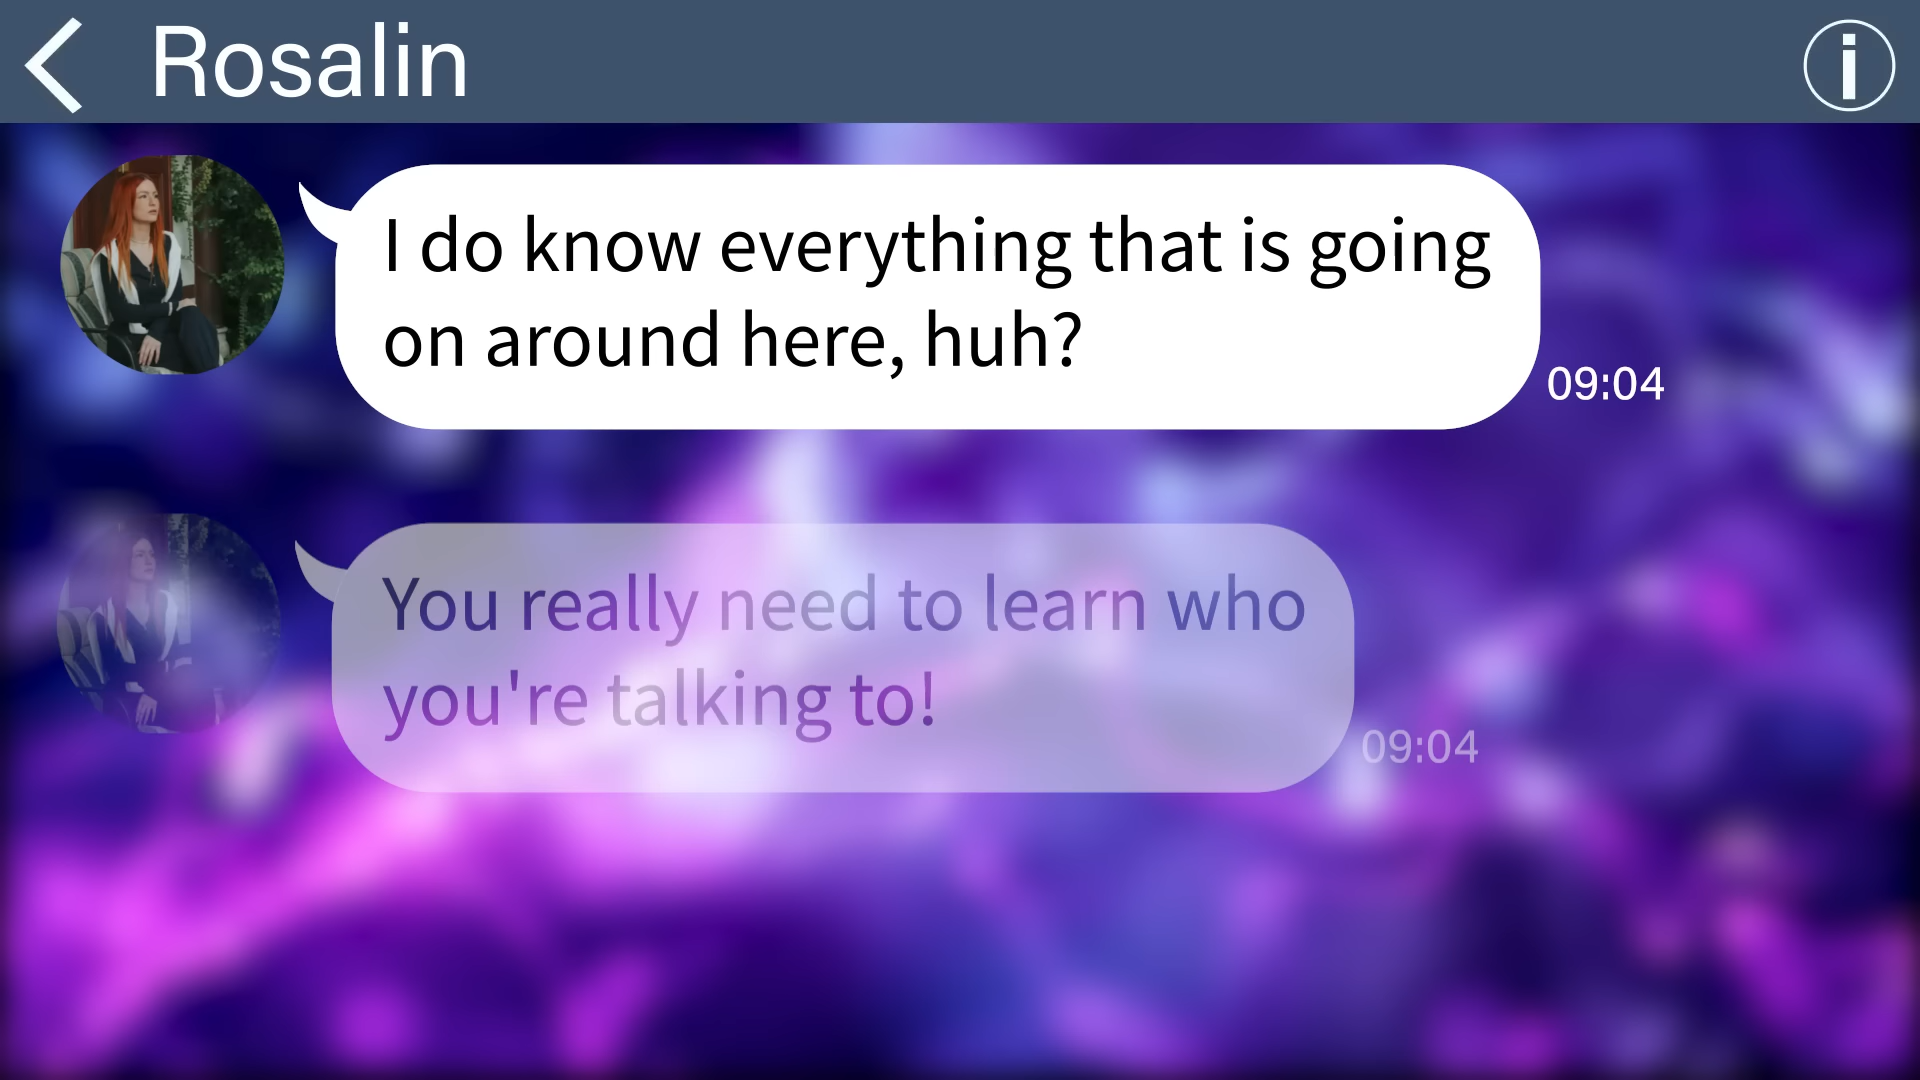 Rosalin
I do know everything that is going
on around here, huh?
09:04
You really need to learn who
you're talking to!
09:04